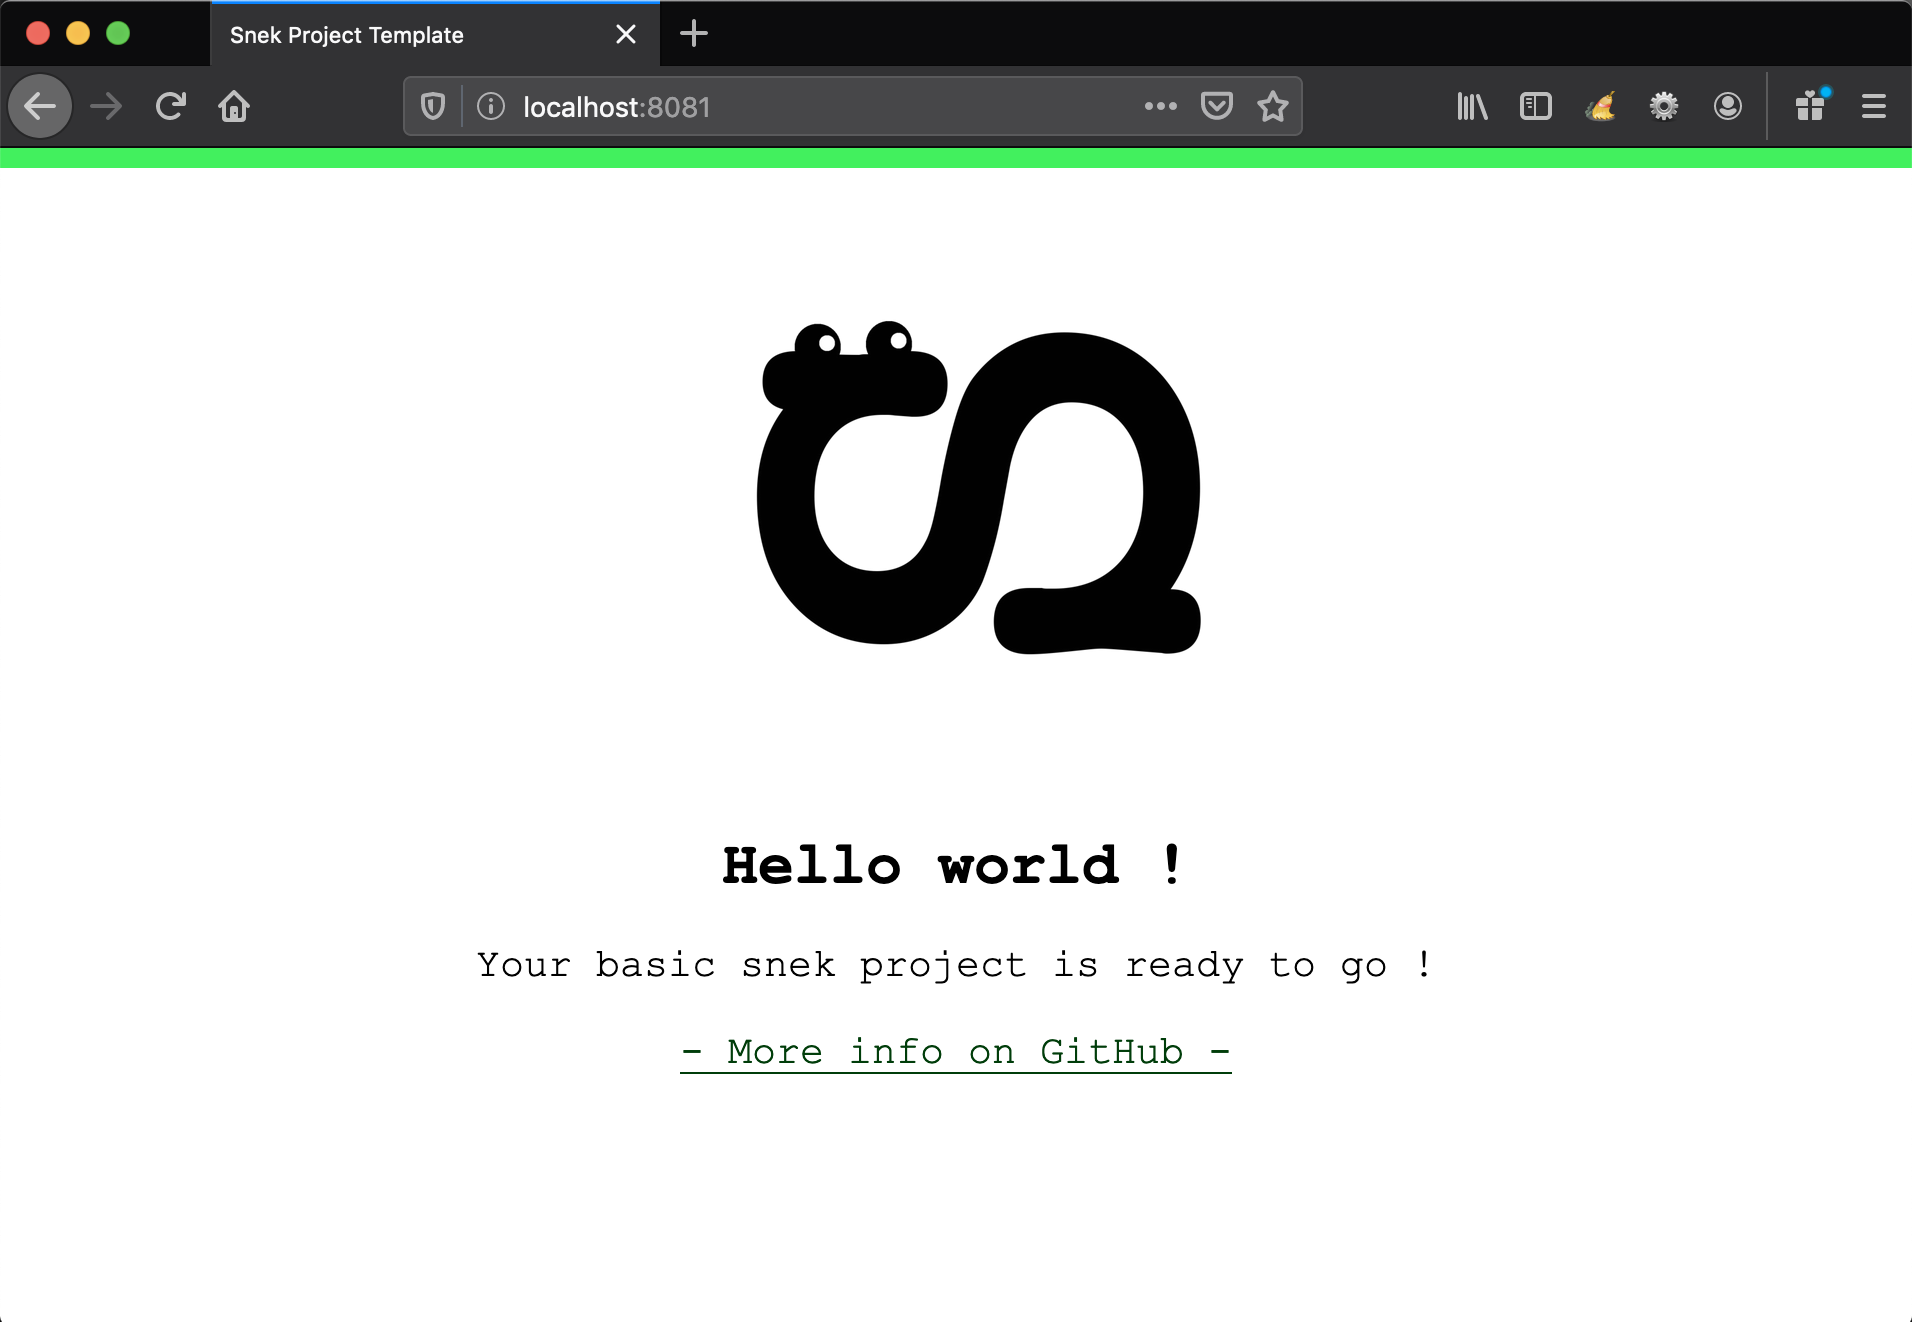 Snek Project Template
localhost:8081
Hello world !
Your basic snek project is ready to go !
- More info on GitHub -